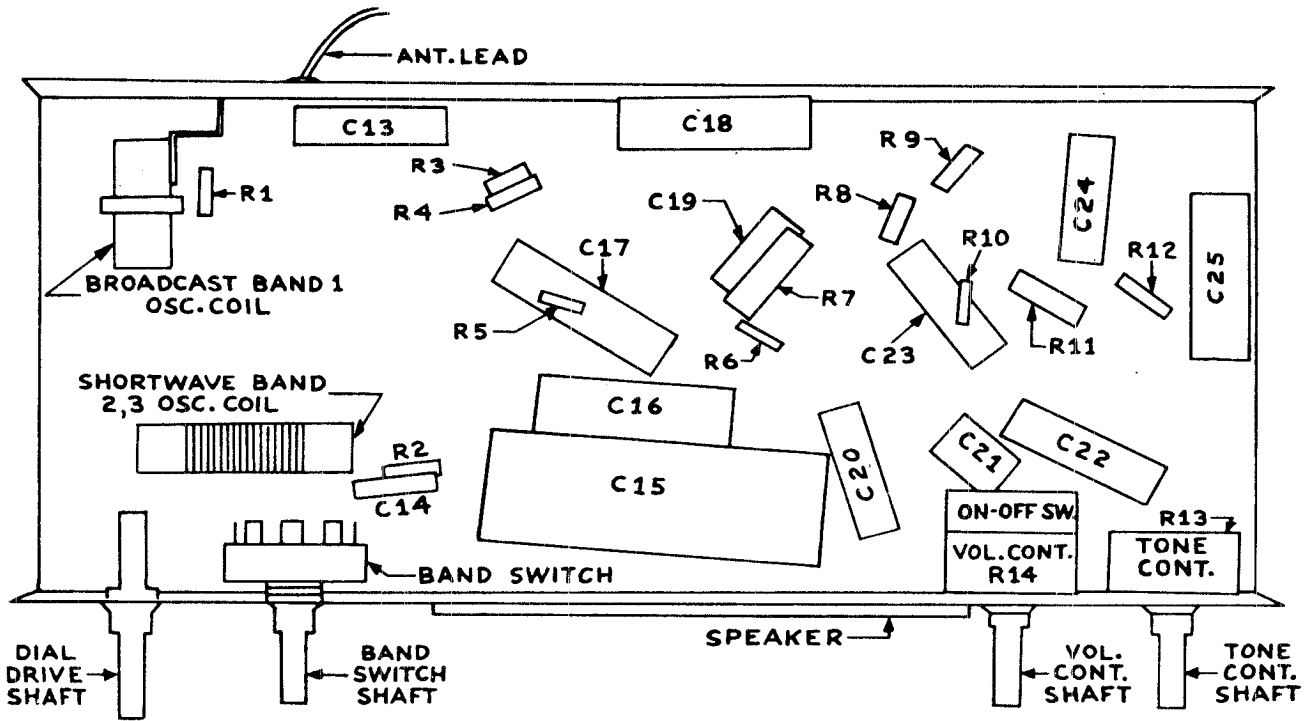 ANT. LEAD
C13
C18
R9
R3
R1
R4
C19
R8
C24
C17
R10
R12
C25
BROADCAST BAND 1
OSC. COIL
R7
R5
R6
C23
R11
SHORTWAVE BAND
2,3 OSC. COIL
C16
R2
C14
C15
C20
C21
C22
ON-OFF SW.
R13
VOL. CONT.
R14
TONE
CONT.
BAND SWITCH
SPEAKER
DIAL
DRIVE
SHAFT
BAND
SWITCH
SHAFT
VOL.
CONT.
SHAFT
TONE
CONT.
SHAFT